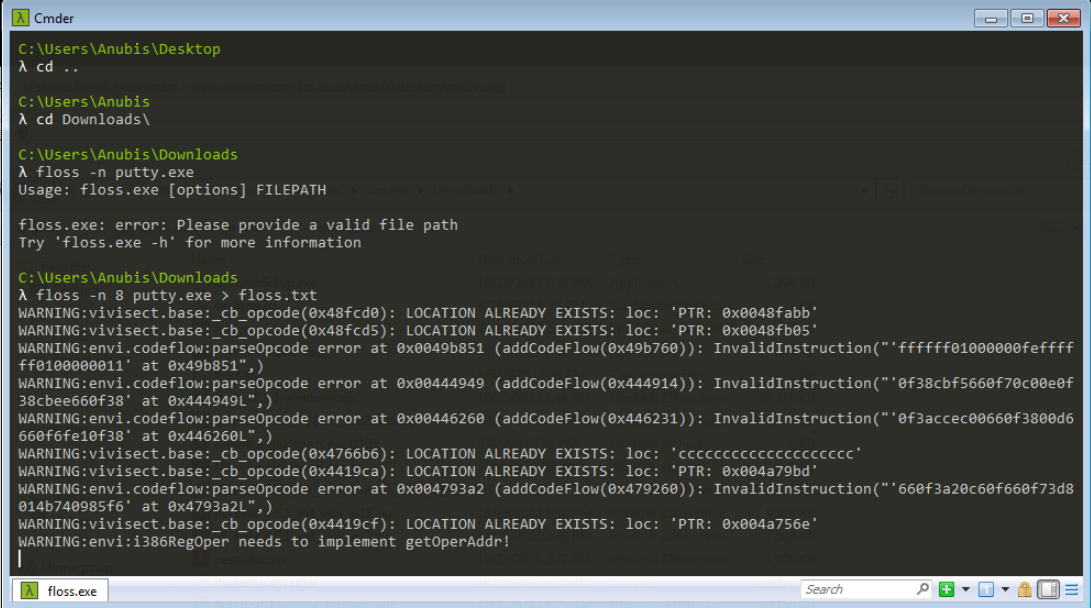 Cmder
C:\Users\Anubis\Desktop
λ cd ..
C:\Users\Anubis
λ cd Downloads\
C:\Users\Anubis\Downloads
λ floss -n putty.exe
Usage: floss.exe [options] FILEPATH
floss.exe: error: Please provide a valid file path
Try 'floss.exe -h' for more information
C:\Users\Anubis\Downloads
λ floss -n 8 putty.exe > floss.txt
WARNING:vivisect.base:_cb_opcode(0x48fcd0): LOCATION ALREADY EXISTS: loc: 'PTR: 0x0048fabb'
WARNING:vivisect.base:_cb_opcode(0x48fcd5): LOCATION ALREADY EXISTS: loc: 'PTR: 0x0048fb05'
WARNING:envi.codeflow:parseOpcode error at 0x0049b851 (addCodeFlow(0x49b760)): InvalidInstruction("'ffffff01000000feffff
ff0100000011' at 0x49b851",)
WARNING:envi.codeflow:parseOpcode error at 0x00444949 (addCodeFlow(0x444914)): InvalidInstruction("'0f38cbf5660f70c00e0f
38cbee660f38' at 0x444949L",)
WARNING:envi.codeflow:parseOpcode error at 0x00446260 (addCodeFlow(0x446231)): InvalidInstruction("'0f3accec00660f3800d6
660f6fe10f38' at 0x446260L",)
WARNING:vivisect.base:_cb_opcode(0x4766b6): LOCATION ALREADY EXISTS: loc: 'cccccccccccccccccccc'
WARNING:vivisect.base:_cb_opcode(0x4419ca): LOCATION ALREADY EXISTS: loc: 'PTR: 0x004a79bd'
WARNING:envi.codeflow:parseOpcode error at 0x004793a2 (addCodeFlow(0x479260)): InvalidInstruction("'660f3a20c60f660f73d8
014b740985f6' at 0x4793a2L",)
WARNING:vivisect.base:_cb_opcode(0x4419cf): LOCATION ALREADY EXISTS: loc: 'PTR: 0x004a756e'
WARNING:envi:i386RegOper needs to implement getOperAddr!
floss.exe
Search